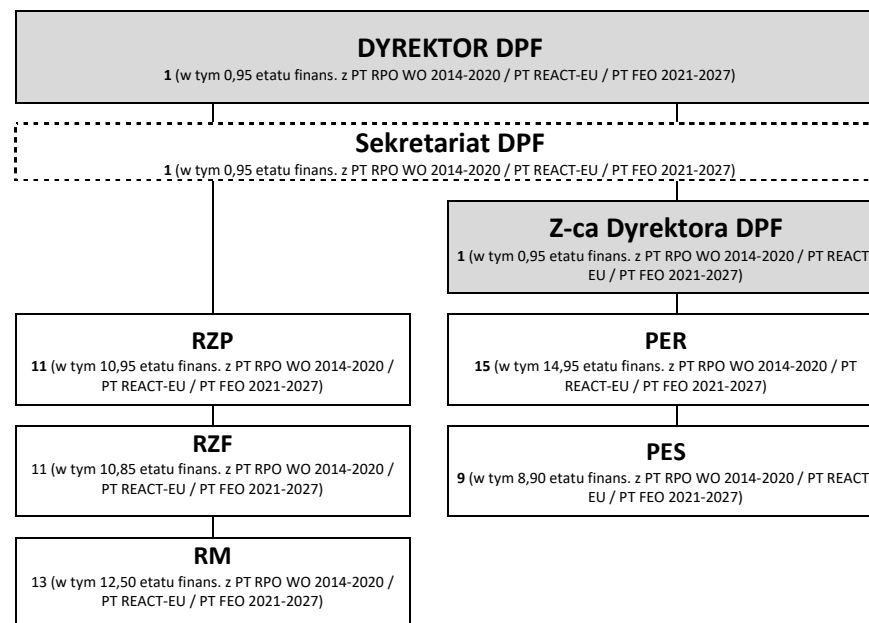 DYREKTOR DPF
1 (w tym 0,95 etatu finans. z PT RPO WO 2014-2020 / PT REACT-EU / PT FEO 2021-2027)
Sekretariat DPF
1 (w tym 0,95 etatu finans. z PT RPO WO 2014-2020 / PT REACT-EU / PT FEO 2021-2027)
Z-ca Dyrektora DPF
1 (w tym 0,95 etatu finans. z PT RPO WO 2014-2020 / PT REACT-
EU / PT FEO 2021-2027)
RZP
11 (w tym 10,95 etatu finans. z PT RPO WO 2014-2020 /
PT REACT-EU / PT FEO 2021-2027)
PER
15 (w tym 14,95 etatu finans. z PT RPO WO 2014-2020 / PT
REACT-EU / PT FEO 2021-2027)
RZF
11 (w tym 10,85 etatu finans. z PT RPO WO 2014-2020 /
PT REACT-EU / PT FEO 2021-2027)
PES
9 (w tym 8,90 etatu finans. z PT RPO WO 2014-2020 / PT REACT-
EU / PT FEO 2021-2027)
RM
13 (w tym 12,50 etatu finans. z PT RPO WO 2014-2020 /
PT REACT-EU / PT FEO 2021-2027)